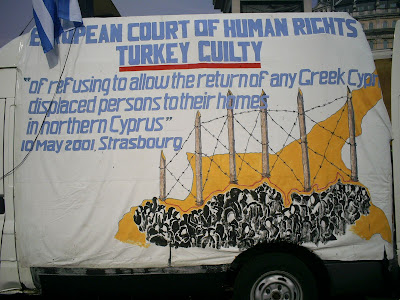 EUROPEAN COURT OF HUMAN RIGHTS
TURKEY GUILTY
"of refusing to allow the return of any Greek Cypr
displaced persons to their homes
in northern Cyprus"
10 May 2001, Strasbourg